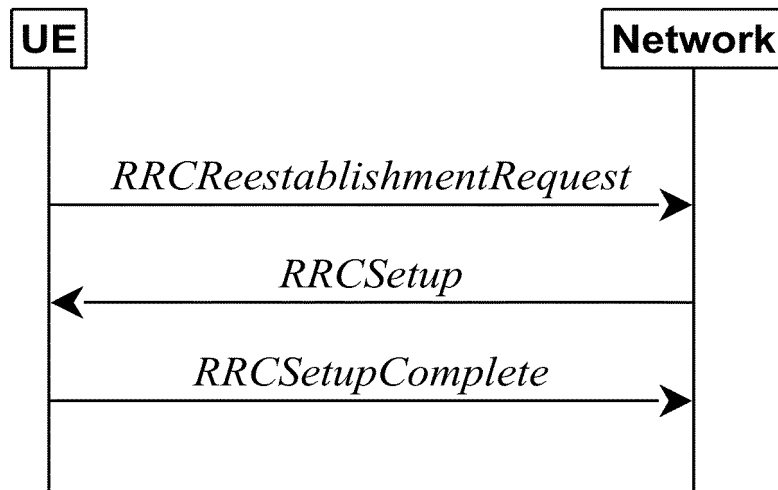 UE
Network
RRCReestablishmentRequest
RRCSetup
RRCSetupComplete